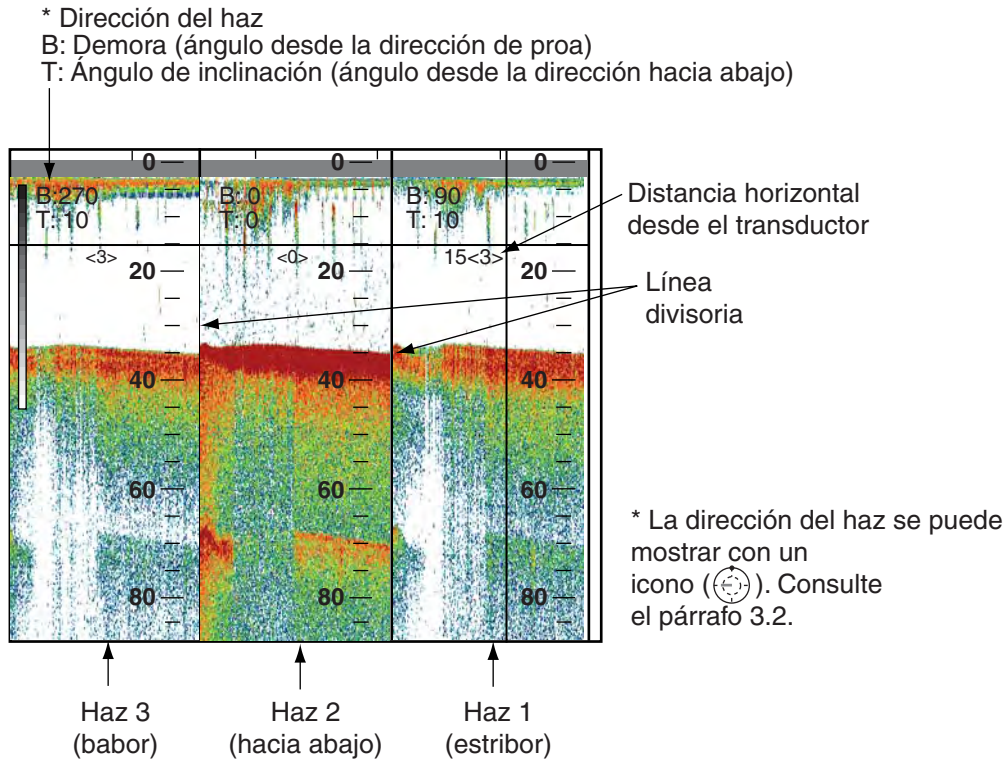 * Dirección del haz
B: Demora (ángulo desde la dirección de proa)
T: Ángulo de inclinación (ángulo desde la dirección hacia abajo)
0 0 0
B:270 B: 0 B: 90
T: 10 T: 0 T: 10
<3> <0> 15<3>
20 20 20
40 40 40
60 60 60
80 80 80
Distancia horizontal
desde el transductor
Línea
divisoria
* La dirección del haz se puede
mostrar con un
icono ( ). Consulte
el párrafo 3.2.
Haz 3 Haz 2 Haz 1
(babor) (hacia abajo) (estribor)